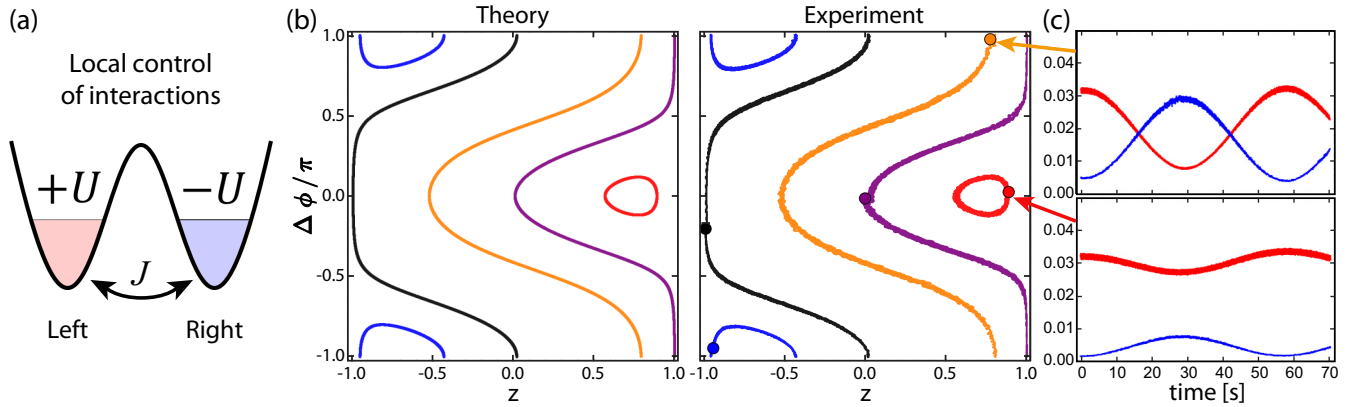 (a)
Local control
of interactions
+U
−U
J
Left
Right
(b)
Theory
Experiment
Δ ϕ / π
1.0
0.5
0.0
-0.5
-1.0
-1.0
-0.5
0.0
0.5
1.0
z
-1.0
-0.5
0.0
0.5
1.0
z
(c)
0.04
0.03
0.02
0.01
0.00
0.04
0.03
0.02
0.01
0.00
0
10
20
30
40
50
60
70
time [s]